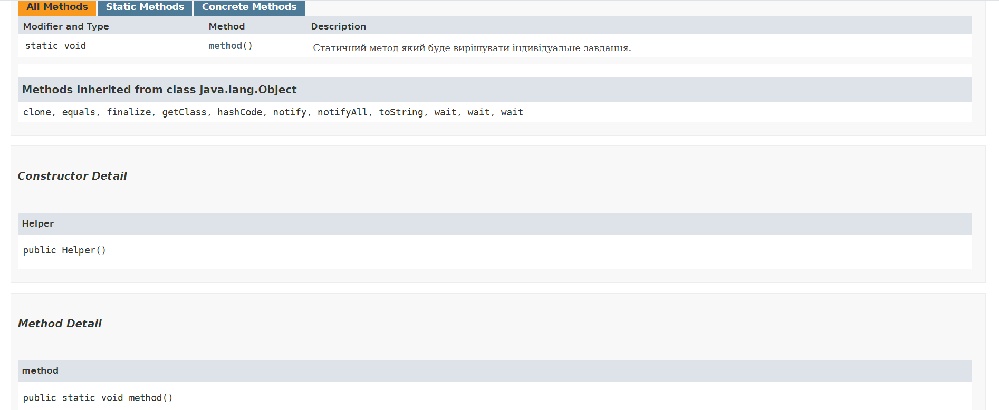 All Methods Static Methods Concrete Methods
Modifier and Type Method Description
static void method() Статичний метод який буде вирішувати індивідуальне завдання.
Methods inherited from class java.lang.Object
clone, equals, finalize, getClass, hashCode, notify, notifyAll, toString, wait, wait, wait
Constructor Detail
Helper
public Helper()
Method Detail
method
public static void method()